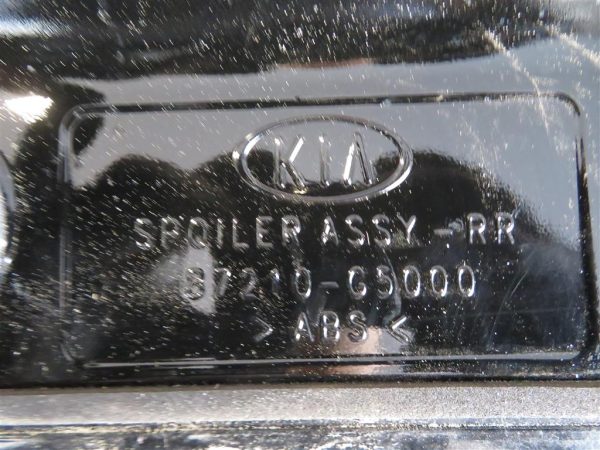 KIA
SPOILER ASSY-RR
87210-G5000
>ABS<